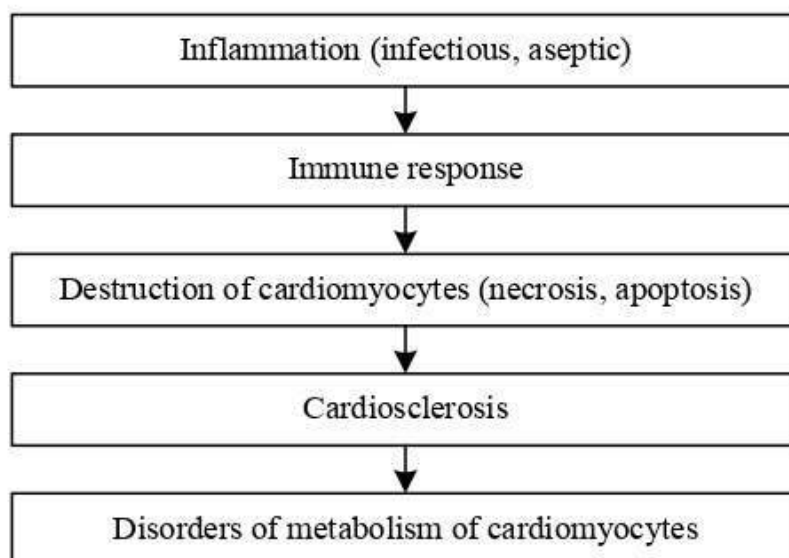 Inflammation (infectious, aseptic)
Immune response
Destruction of cardiomyocytes (necrosis, apoptosis)
Cardiosclerosis
Disorders of metabolism of cardiomyocytes